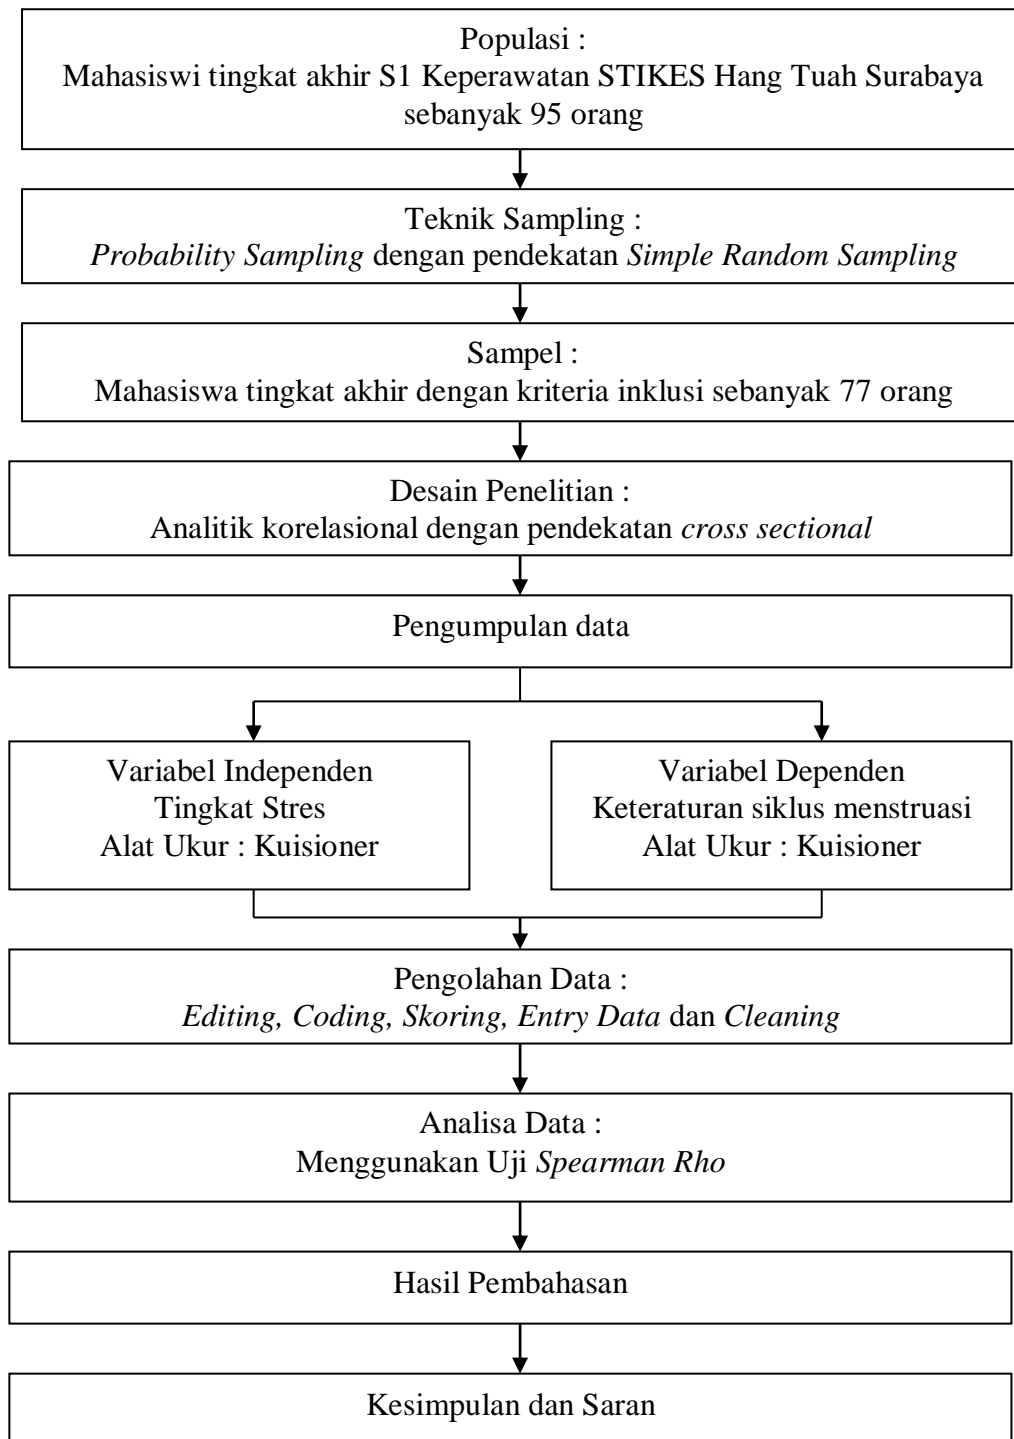 Populasi :
Mahasiswi tingkat akhir S1 Keperawatan STIKES Hang Tuah Surabaya
sebanyak 95 orang
Teknik Sampling :
Probability Sampling dengan pendekatan Simple Random Sampling
Sampel :
Mahasiswa tingkat akhir dengan kriteria inklusi sebanyak 77 orang
Desain Penelitian :
Analitik korelasional dengan pendekatan cross sectional
Pengumpulan data
Variabel Independen
Tingkat Stres
Alat Ukur : Kuisioner
Variabel Dependen
Keteraturan siklus menstruasi
Alat Ukur : Kuisioner
Pengolahan Data :
Editing, Coding, Skoring, Entry Data dan Cleaning
Analisa Data :
Menggunakan Uji Spearman Rho
Hasil Pembahasan
Kesimpulan dan Saran